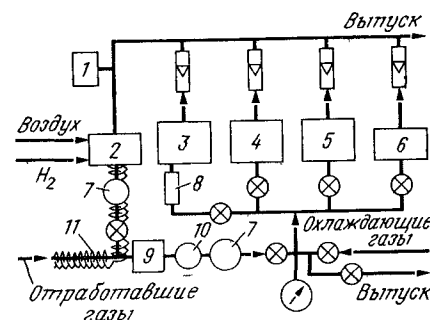 Выпуск
1
Воздух
2
3
4
5
6
H₂
7
8
Охлаждающие
газы
11
9
10
7
Отработавшие
газы
Выпуск